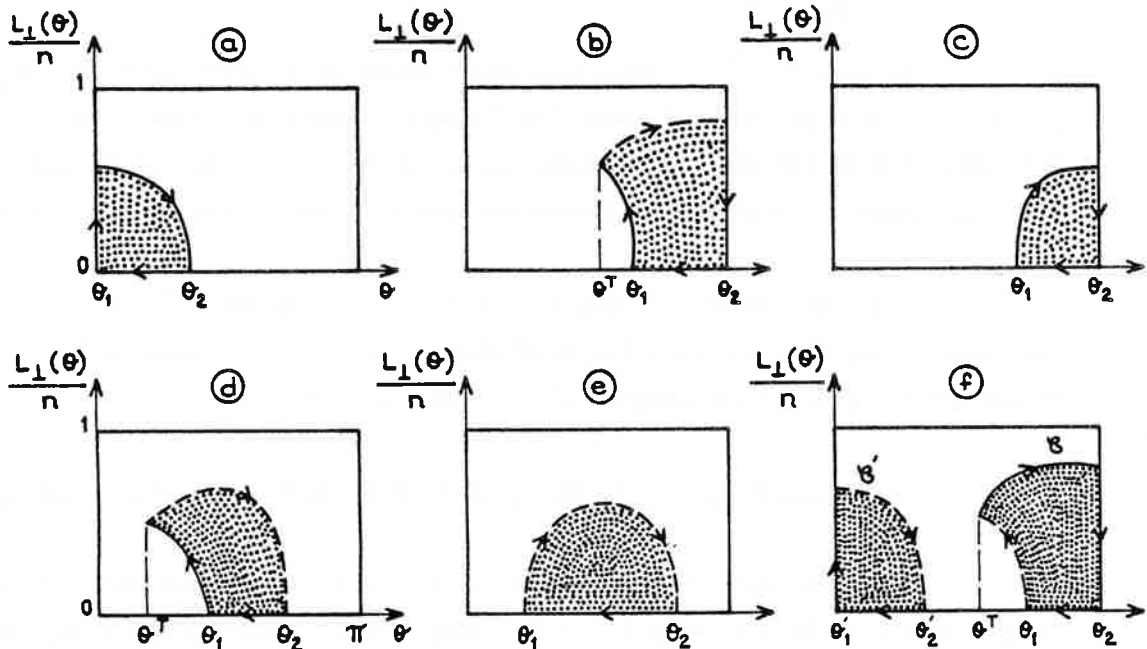 L⊥(θ)/n ⓐ
1
0
θ₁ θ₂ θ
L⊥(θ)/n ⓑ
θᵀ θ₁ θ₂
L⊥(θ)/n ⓒ
θ₁ θ₂
L⊥(θ)/n ⓓ
1
0
θᵀ θ₁ θ₂ π θ
L⊥(θ)/n ⓔ
θ₁ θ₂
L⊥(θ)/n ⓕ
ℬ′ ℬ
θ′₁ θ′₂ θᵀ θ₁ θ₂